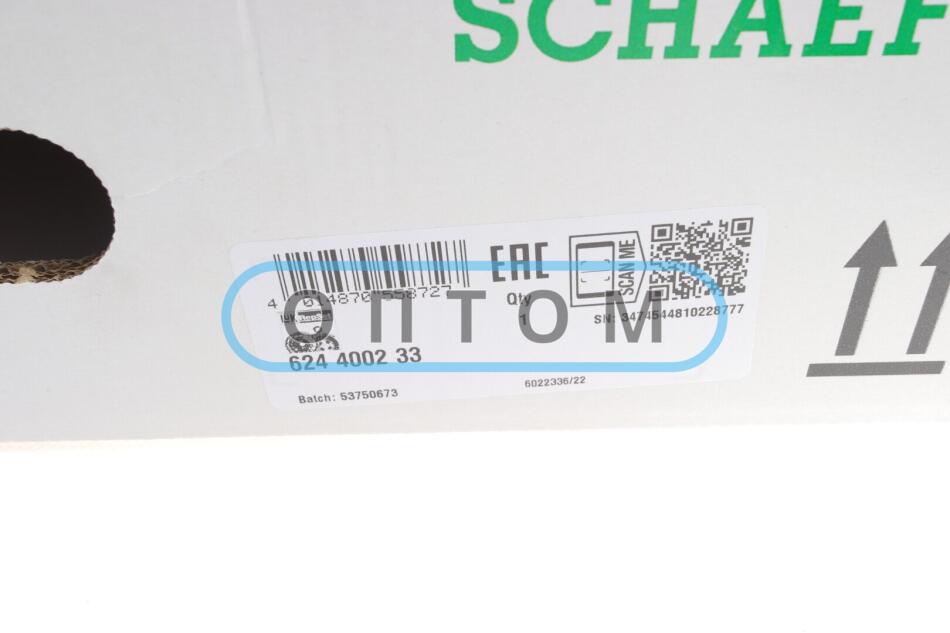 SCHAEF
EAC
SCAN ME
Qty
1
SN: 3474544810228777
ОПТОМ
624 4002 33
Batch: 53750673
6022336/22